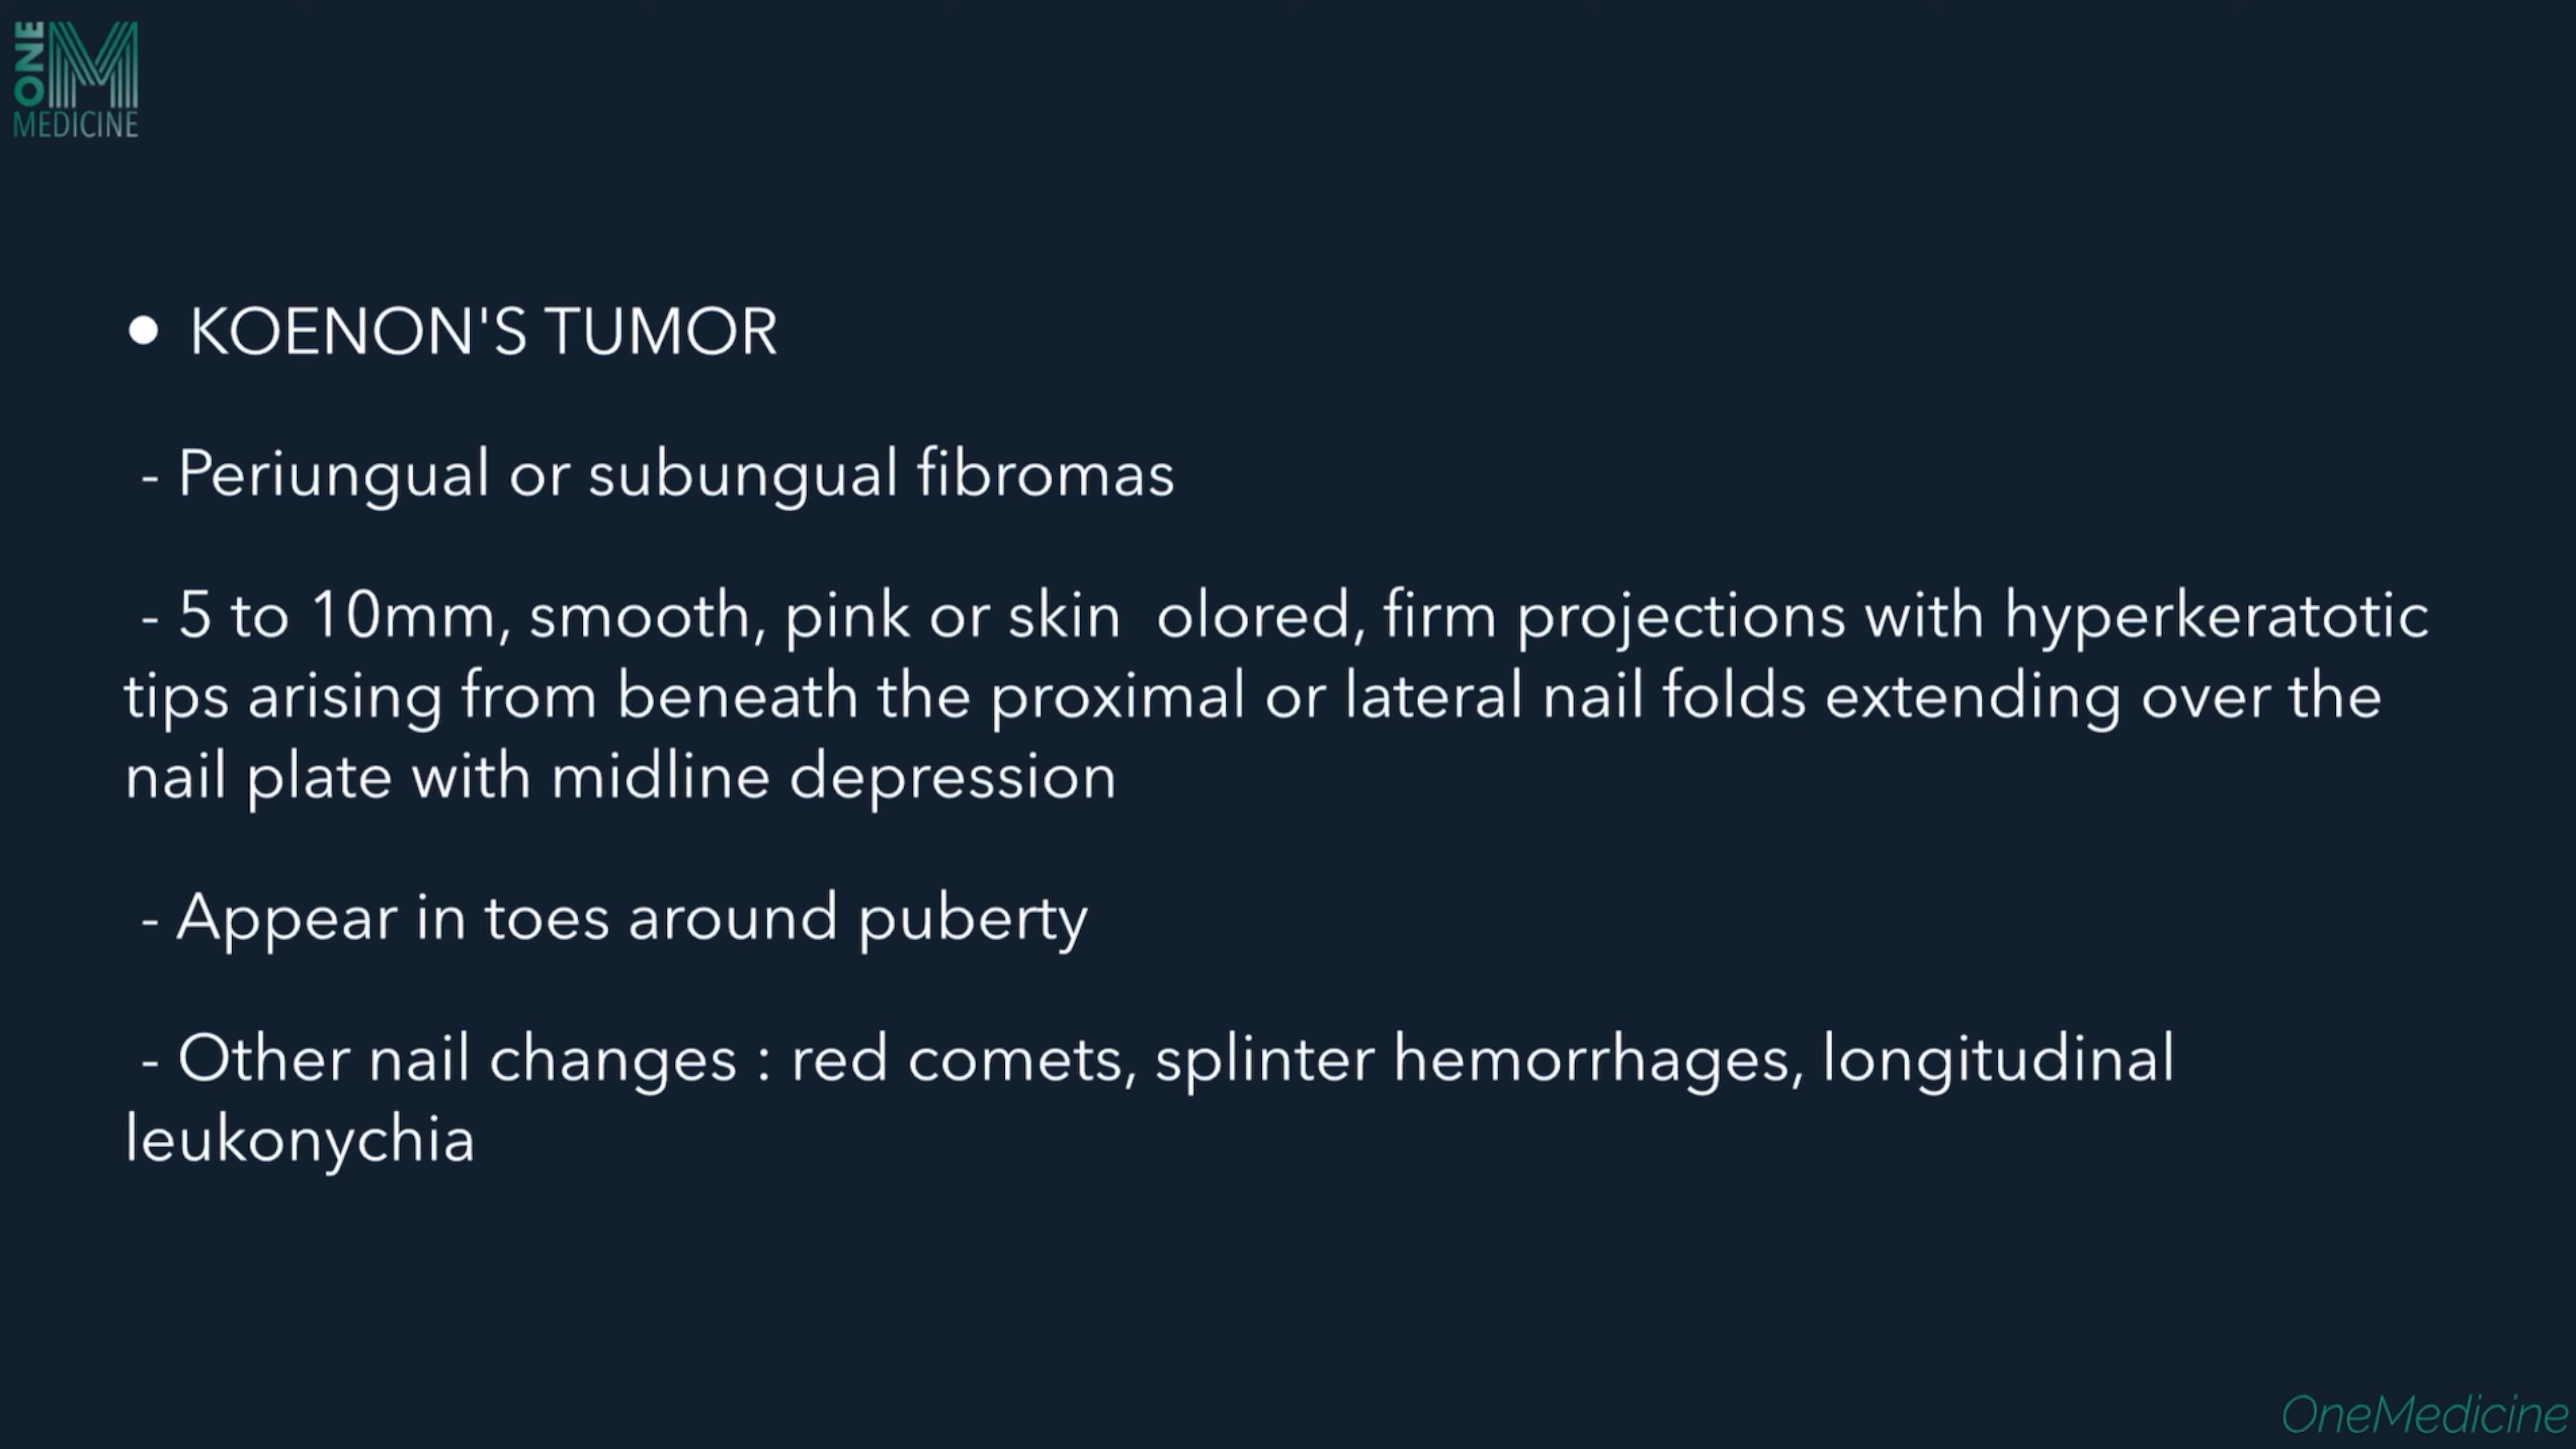 ONE
M
MEDICINE
• KOENON'S TUMOR
- Periungual or subungual fibromas
- 5 to 10mm, smooth, pink or skin olored, firm projections with hyperkeratotic
tips arising from beneath the proximal or lateral nail folds extending over the
nail plate with midline depression
- Appear in toes around puberty
- Other nail changes : red comets, splinter hemorrhages, longitudinal
leukonychia
OneMedicine